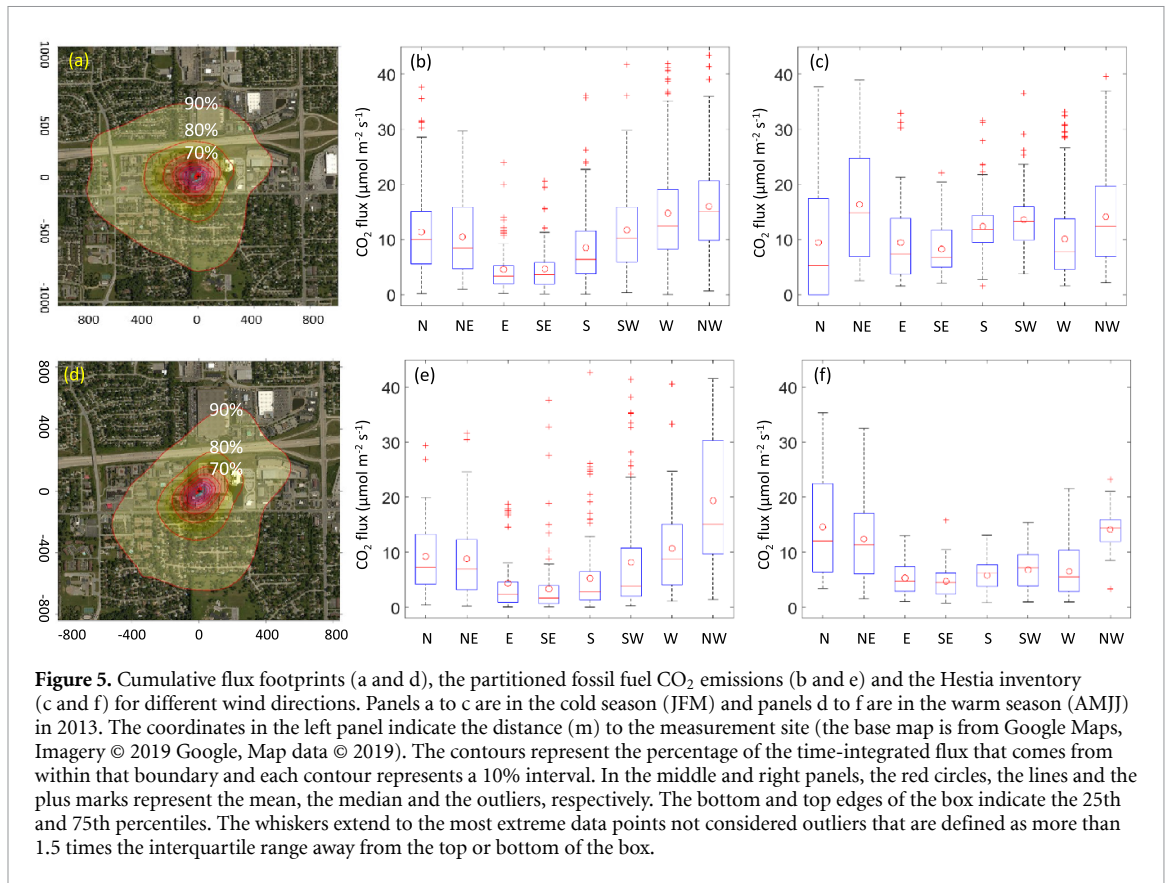 (a)
1000
500
0
-500
-1000
90%
80%
70%
800 400 0 400 800
(b)
CO2 flux (μmol m⁻² s⁻¹)
40
30
20
10
0
N NE E SE S SW W NW
(c)
CO2 flux (μmol m⁻² s⁻¹)
40
30
20
10
0
N NE E SE S SW W NW
(d)
800
400
0
-400
-800
90%
80%
70%
-800 -400 0 400 800
(e)
CO2 flux (μmol m⁻² s⁻¹)
40
30
20
10
0
N NE E SE S SW W NW
(f)
CO2 flux (μmol m⁻² s⁻¹)
40
30
20
10
0
N NE E SE S SW W NW
Figure 5. Cumulative flux footprints (a and d), the partitioned fossil fuel CO2 emissions (b and e) and the Hestia inventory
(c and f) for different wind directions. Panels a to c are in the cold season (JFM) and panels d to f are in the warm season (AMJJ)
in 2013. The coordinates in the left panel indicate the distance (m) to the measurement site (the base map is from Google Maps,
Imagery © 2019 Google, Map data © 2019). The contours represent the percentage of the time-integrated flux that comes from
within that boundary and each contour represents a 10% interval. In the middle and right panels, the red circles, the lines and the
plus marks represent the mean, the median and the outliers, respectively. The bottom and top edges of the box indicate the 25th
and 75th percentiles. The whiskers extend to the most extreme data points not considered outliers that are defined as more than
1.5 times the interquartile range away from the top or bottom of the box.